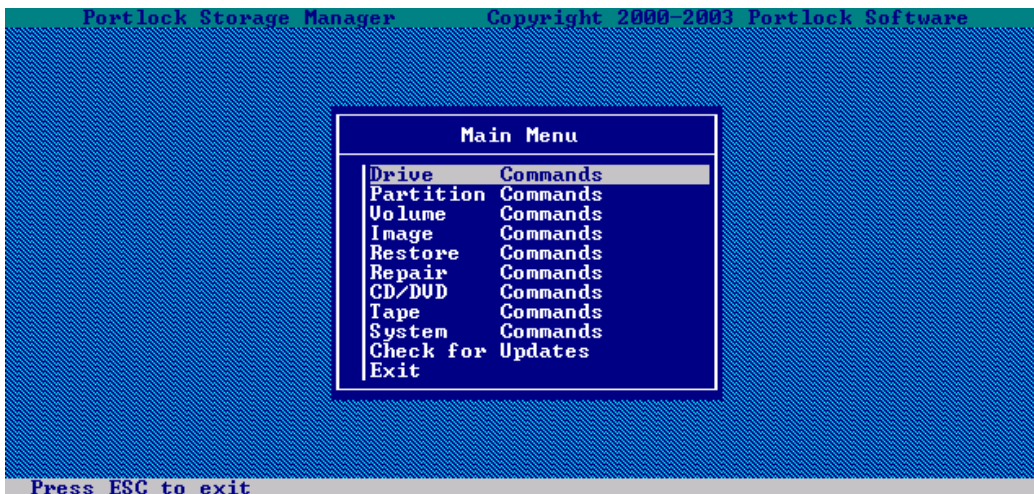 Portlock Storage Manager Copyright 2000-2003 Portlock Software
Main Menu
Drive Commands
Partition Commands
Volume Commands
Image Commands
Restore Commands
Repair Commands
CD/DVD Commands
Tape Commands
System Commands
Check for Updates
Exit
Press ESC to exit